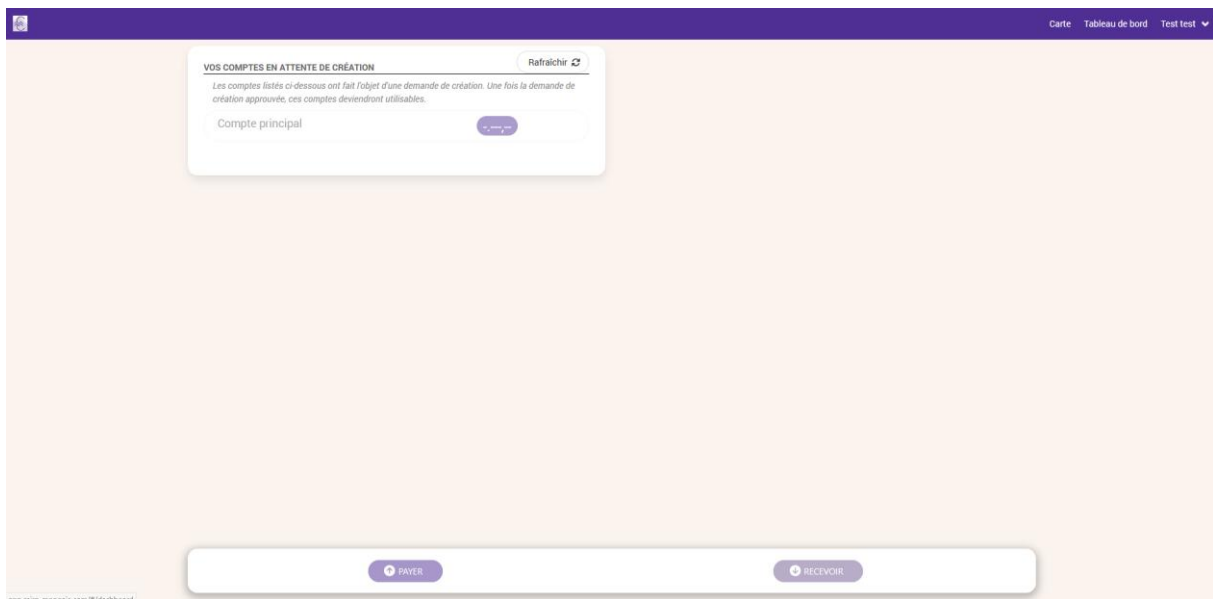 Carte Tableau de bord Test test
VOS COMPTES EN ATTENTE DE CRÉATION
Rafraîchir
Les comptes listés ci-dessous ont fait l'objet d'une demande de création. Une fois la demande de
création approuvée, ces comptes deviendront utilisables.
Compte principal -.---,--
PAYER RECEVOIR